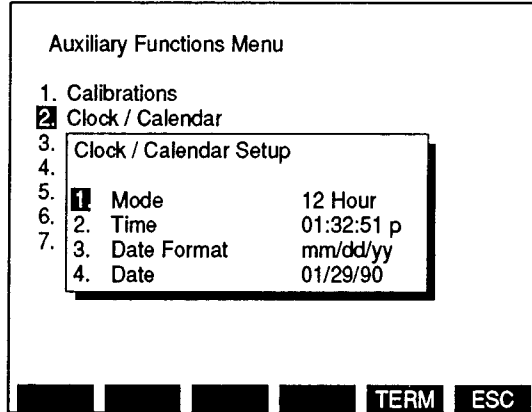 Auxiliary Functions Menu
1. Calibrations
2. Clock / Calendar
3.
4.
5.
6.
7.
Clock / Calendar Setup
1. Mode 12 Hour
2. Time 01:32:51 p
3. Date Format mm/dd/yy
4. Date 01/29/90
TERM ESC